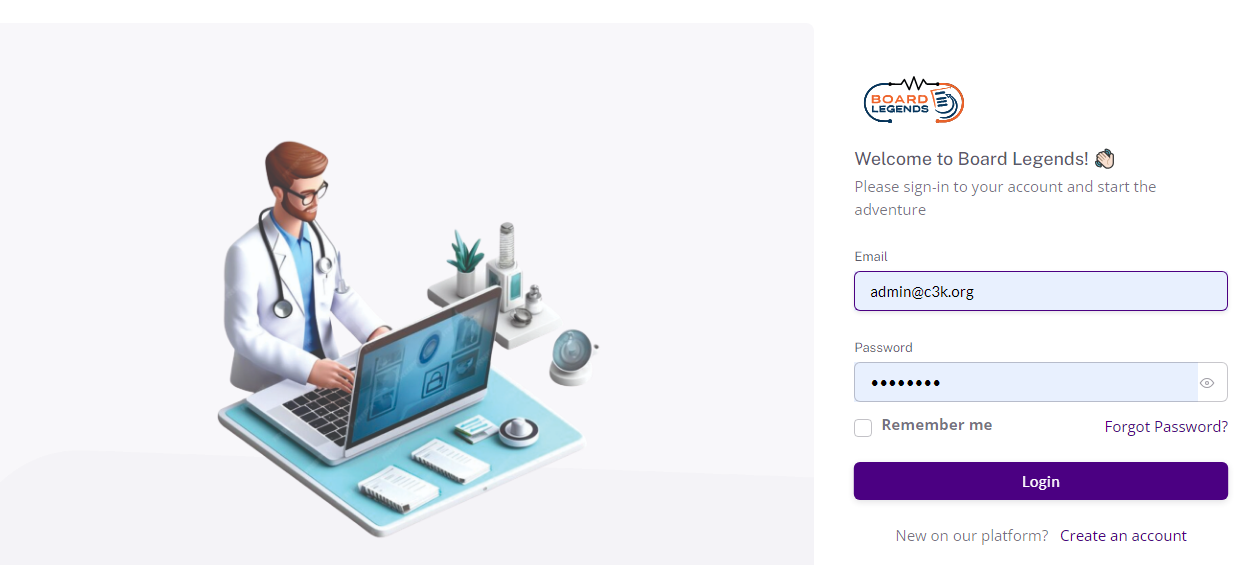 BOARD
LEGENDS
Welcome to Board Legends! 👋🏻
Please sign-in to your account and start the
adventure
Email
admin@c3k.org
Password
••••••••
Remember me
Forgot Password?
Login
New on our platform? Create an account